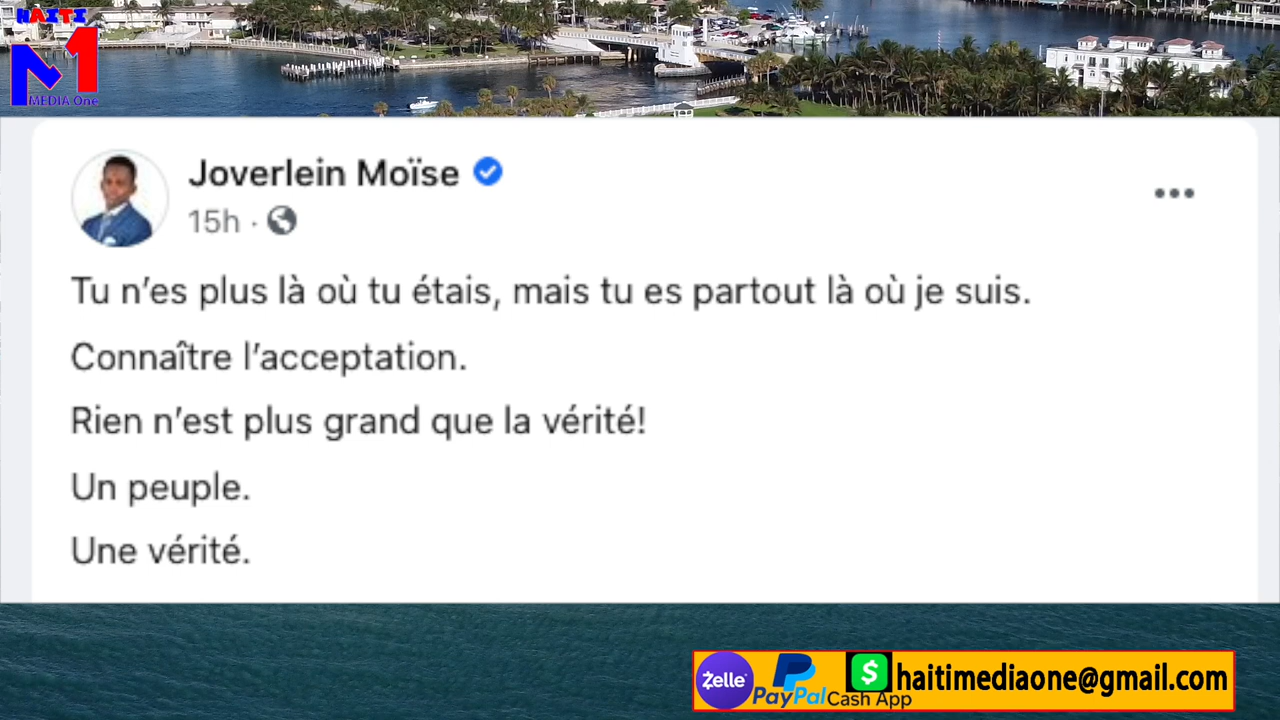 HAITI
M1
MEDIA One
Joverlein Moïse
15h ·
Tu n’es plus là où tu étais, mais tu es partout là où je suis.
Connaître l’acceptation.
Rien n’est plus grand que la vérité!
Un peuple.
Une vérité.
Zelle
PayPal
$
Cash App
haitimediaone@gmail.com